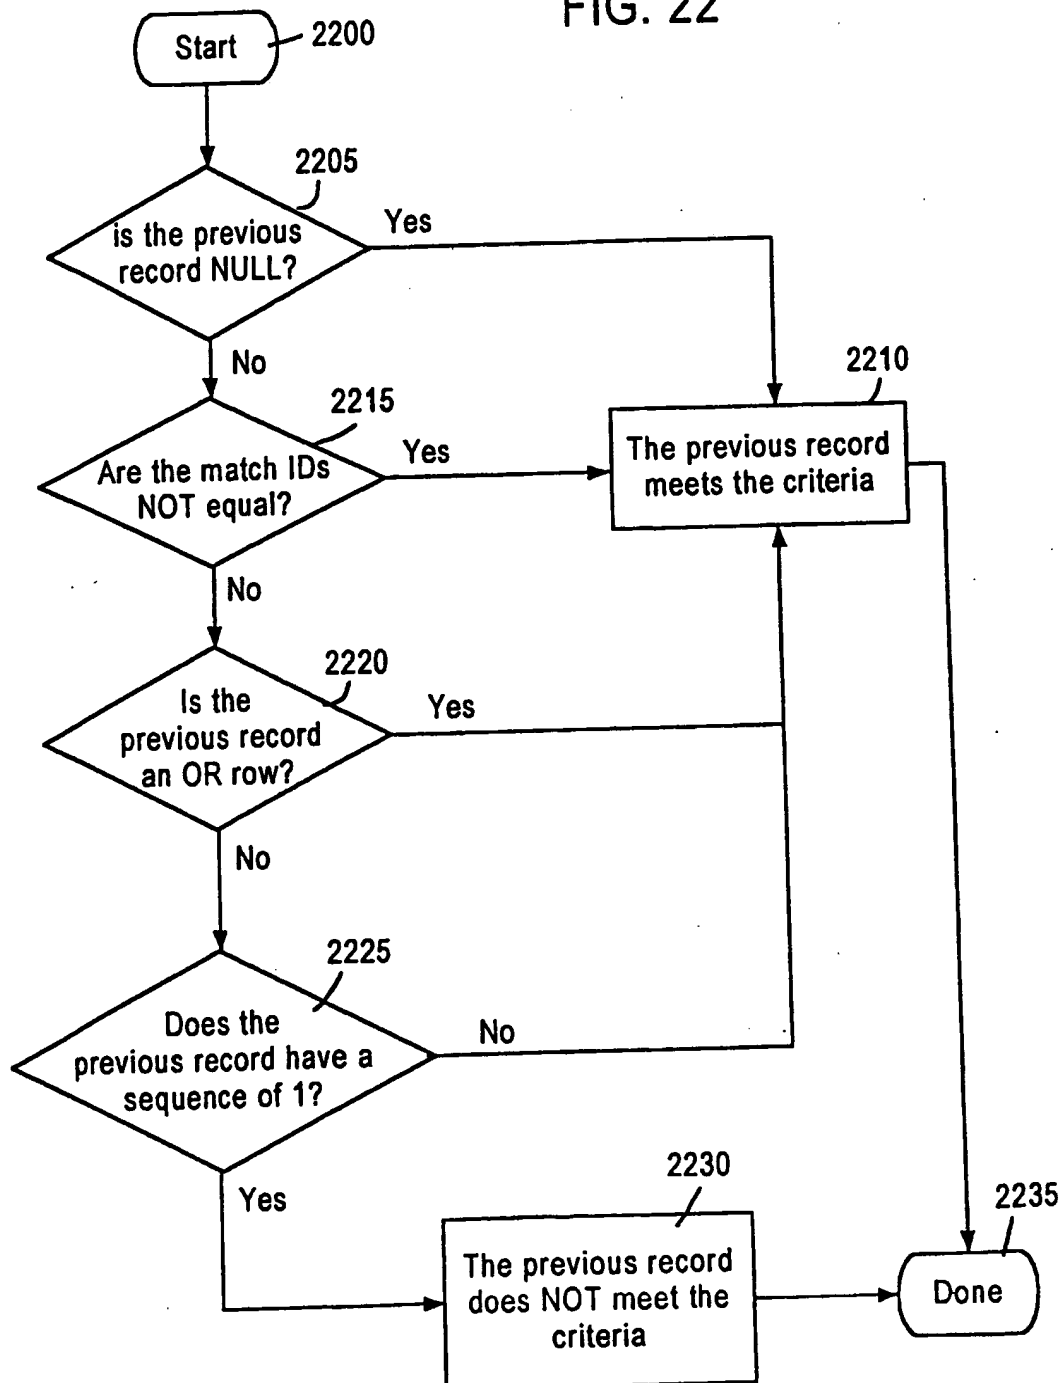 FIG. 22
Start
2200
2205
is the previous
record NULL?
Yes
No
2210
The previous record
meets the criteria
2215
Are the match IDs
NOT equal?
Yes
No
2220
Is the
previous record
an OR row?
Yes
No
2225
Does the
previous record have a
sequence of 1?
No
Yes
2230
The previous record
does NOT meet the
criteria
2235
Done